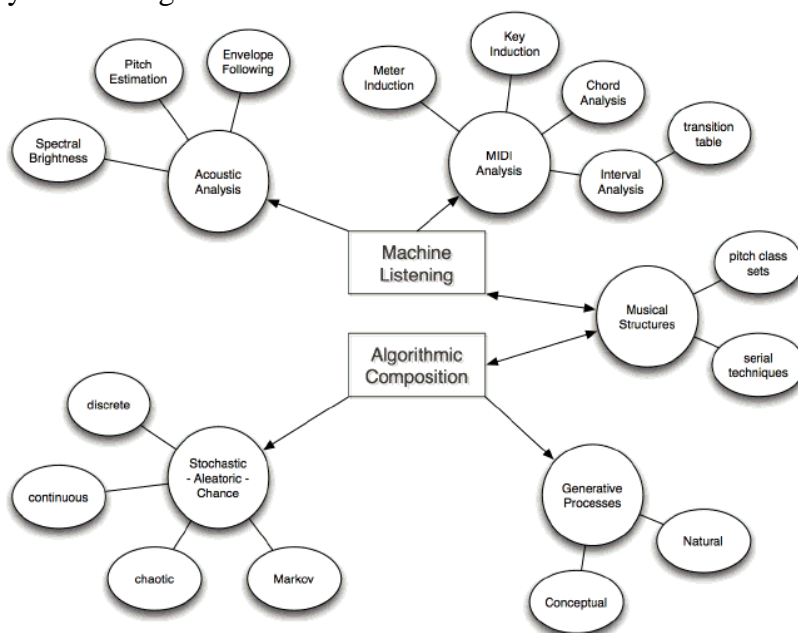 Pitch
Estimation
Envelope
Following
Spectral
Brightness
Acoustic
Analysis
Meter
Induction
Key
Induction
Chord
Analysis
transition
table
MIDI
Analysis
Interval
Analysis
Machine
Listening
pitch class
sets
Musical
Structures
serial
techniques
Algorithmic
Composition
discrete
continuous
Stochastic
- Aleatoric -
Chance
chaotic
Markov
Generative
Processes
Natural
Conceptual